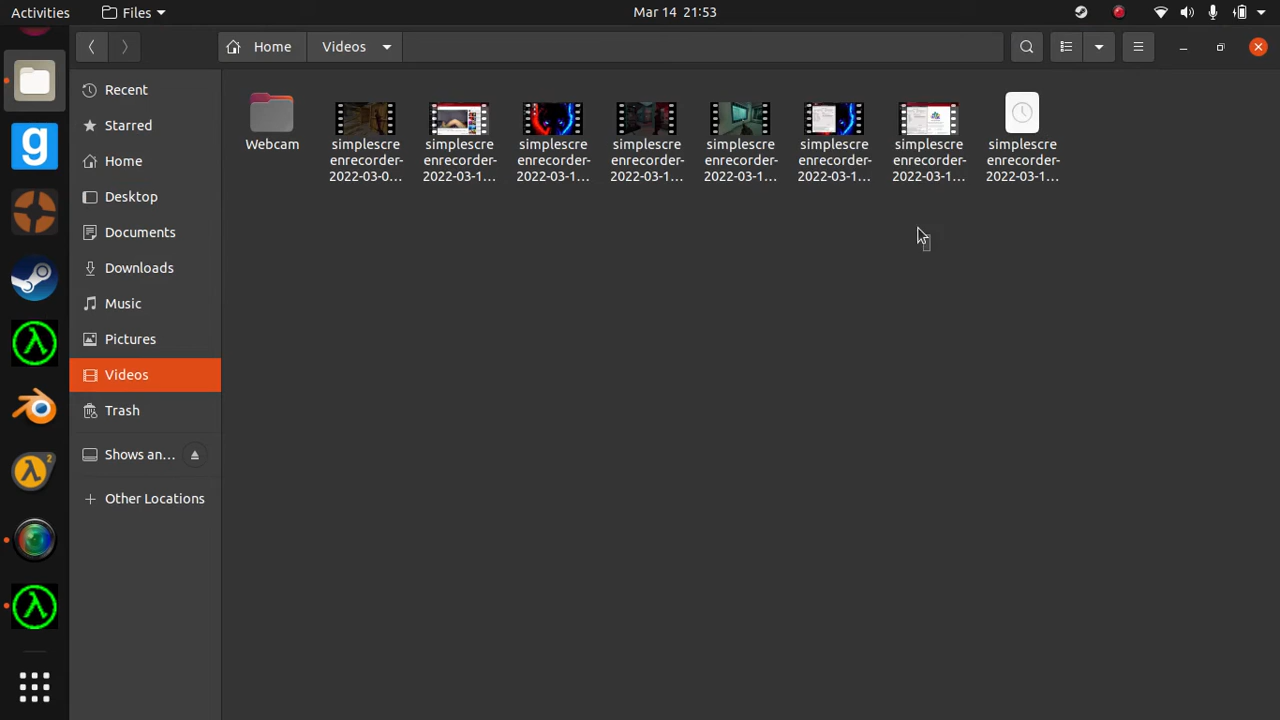 Activities
Files
Mar 14 21:53
Home
Videos
Recent
Starred
Home
Desktop
Documents
Downloads
Music
Pictures
Videos
Trash
Shows an...
Other Locations
Webcam
simplescre
enrecorder-
2022-03-0...
simplescre
enrecorder-
2022-03-1...
simplescre
enrecorder-
2022-03-1...
simplescre
enrecorder-
2022-03-1...
simplescre
enrecorder-
2022-03-1...
simplescre
enrecorder-
2022-03-1...
simplescre
enrecorder-
2022-03-1...
simplescre
enrecorder-
2022-03-1...